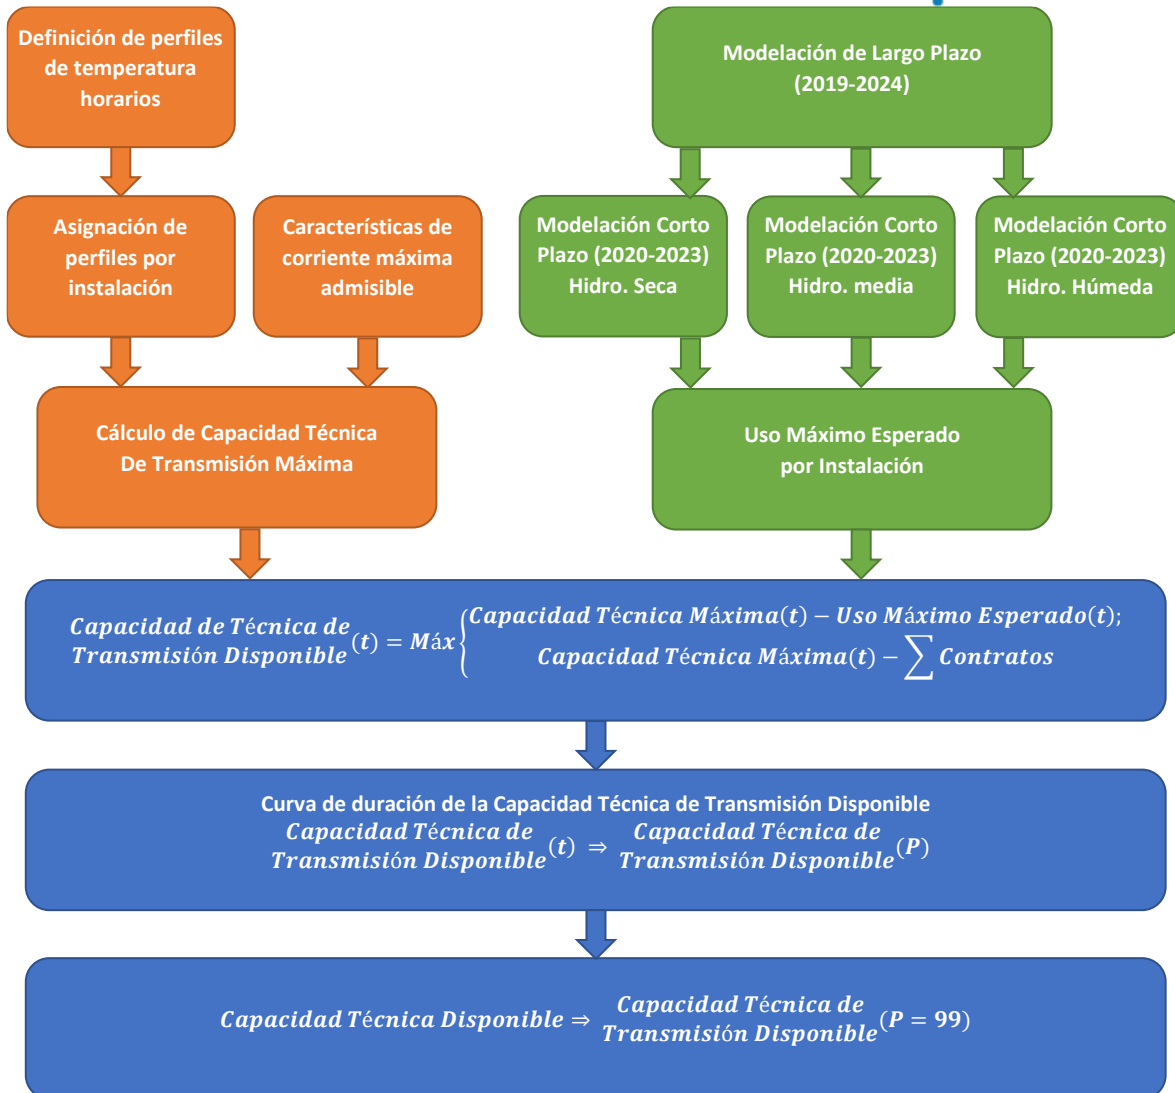 Definición de perfiles
de temperatura
horarios
Modelación de Largo Plazo
(2019-2024)
Asignación de
perfiles por
instalación
Características de
corriente máxima
admisible
Modelación Corto
Plazo (2020-2023)
Hidro. Seca
Modelación Corto
Plazo (2020-2023)
Hidro. media
Modelación Corto
Plazo (2020-2023)
Hidro. Húmeda
Cálculo de Capacidad Técnica
De Transmisión Máxima
Uso Máximo Esperado
por Instalación
Capacidad de Técnica de
Transmisión Disponible (t) = Máx {
Capacidad Técnica Máxima(t) − Uso Máximo Esperado(t);
Capacidad Técnica Máxima(t) − ∑ Contratos
Curva de duración de la Capacidad Técnica de Transmisión Disponible
Capacidad Técnica de
Transmisión Disponible (t) ⇒
Capacidad Técnica de
Transmisión Disponible (P)
Capacidad Técnica Disponible ⇒
Capacidad Técnica de
Transmisión Disponible (P = 99)